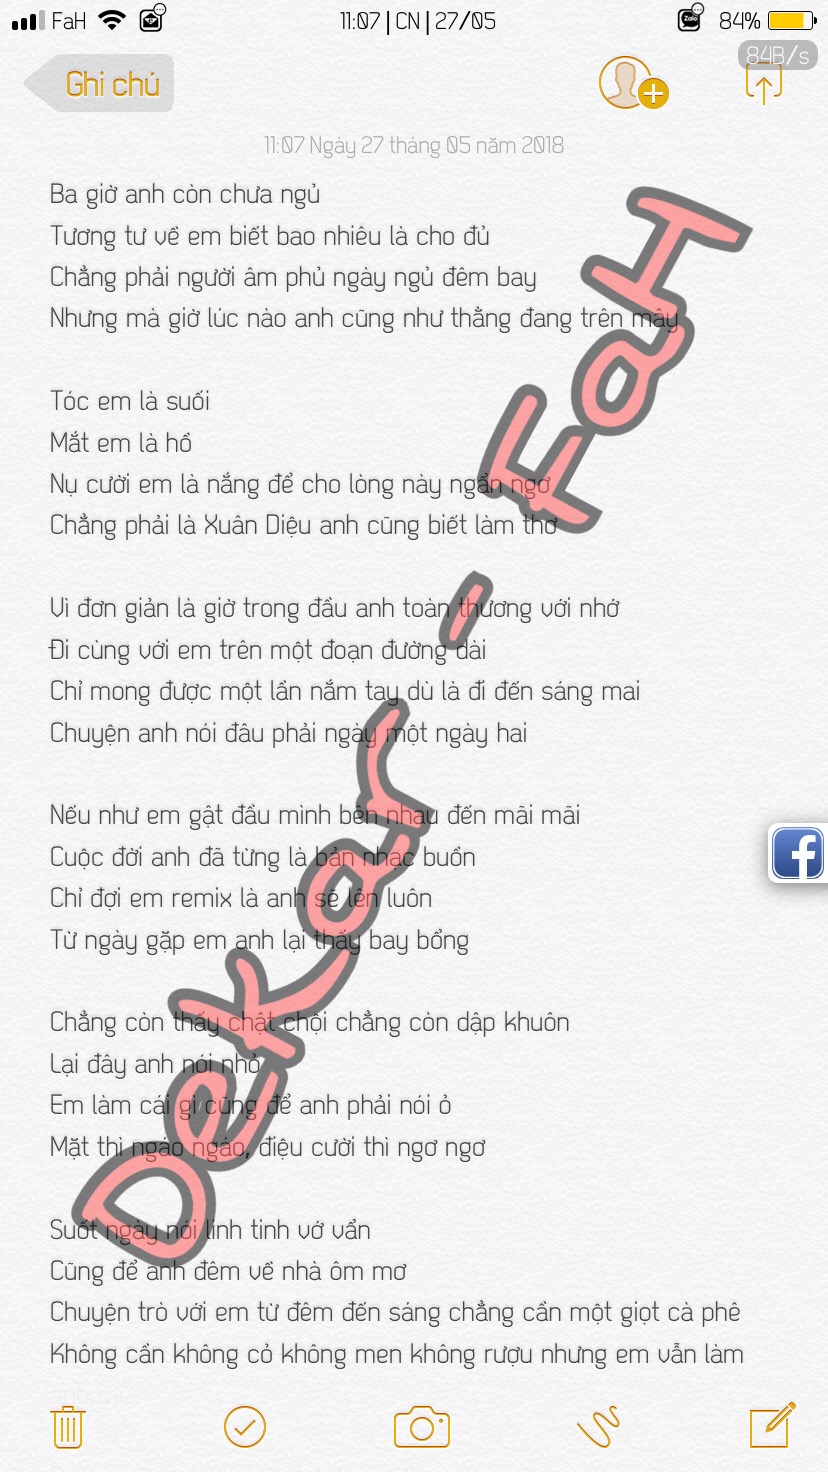 FaH 11:07 | CN | 27/05 Zalo 84%
84B/s
Ghi chú
11:07 Ngày 27 tháng 05 năm 2018
Ba giờ anh còn chưa ngủ
Tương tư về em biết bao nhiêu là cho đủ
Chẳng phải người âm phủ ngày ngủ đêm bay
Nhưng mà giờ lúc nào anh cũng như thằng đang trên mây
Tóc em là suối
Mắt em là hồ
Nụ cười em là nắng để cho lòng này ngẩn ngơ
Chẳng phải là Xuân Diệu anh cũng biết làm thơ
Vì đơn giản là giờ trong đầu anh toàn thương với nhớ
Đi cùng với em trên một đoạn đường dài
Chỉ mong được một lần nắm tay dù là đi đến sáng mai
Chuyện anh nói đâu phải ngày một ngày hai
Nếu như em gật đầu mình bên nhau đến mãi mãi
Cuộc đời anh đã từng là bản nhạc buồn
Chỉ đợi em remix là anh sẽ lên luôn
Từ ngày gặp em anh lại thấy bay bổng
Chẳng còn thấy chật chội chẳng còn dập khuôn
Lại đây anh nói nhỏ
Em làm cái gì cũng để anh phải nói ỏ
Mặt thì ngáo ngáo, điệu cười thì ngơ ngơ
Suốt ngày nói linh tinh vớ vẩn
Cũng để anh đêm về nhà ôm mơ
Chuyện trò với em từ đêm đến sáng chẳng cần một giọt cà phê
Không cần không cỏ không men không rượu nhưng em vẫn làm
Dekar - FaH